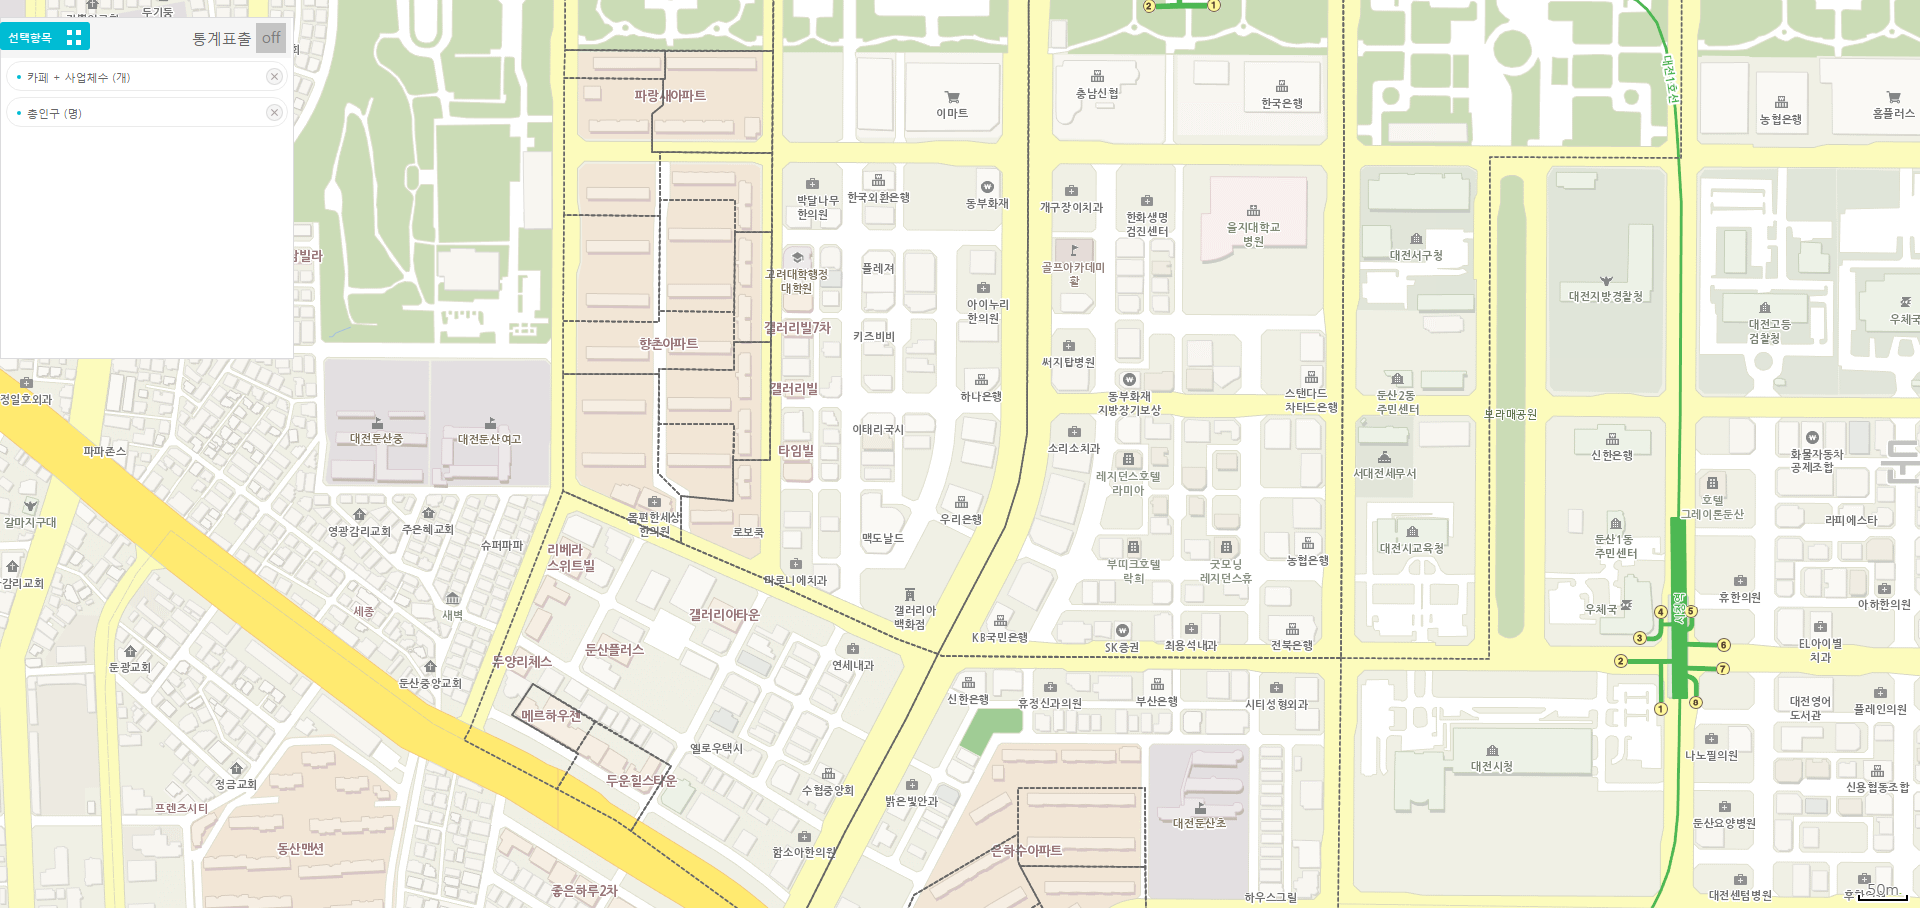 두기둥
선택항목
통계표출 off
카페 + 사업체수 (개)
총인구 (명)
2
1
대전1호선
파랑새아파트
이마트
충남신협
한국은행
농협은행
홈플러스
박달나무
한의원
한국외환은행
동부화재
개구장이치과
한화생명
검진센터
을지대학교
병원
대전서구청
대전지방경찰청
고려대학행정
대학원
플레져
아이누리
한의원
골프아카데미
활
대전고등
검찰청
우체국
갤러리빌7차
키즈비비
향촌아파트
써지탑병원
갤러리빌
하나은행
동부화재
지방장기보상
스탠다드
차타드은행
둔산2동
주민센터
보라매공원
정일호외과
파파존스
대전둔산중
대전둔산여고
이태리국시
타임빌
소리소치과
레지던스호텔
라미아
서대전세무서
신한은행
화물자동차
공제조합
호텔
그레이톤둔산
라피에스타
갈마지구대
영광감리교회
주은혜교회
슈퍼파파
몸편한세상
한의원
로보쿡
맥도날드
우리은행
리베라
스위트빌
마로니에치과
부띠크호텔
락희
굿모닝
레지던스휴
농협은행
대전시교육청
둔산1동
주민센터
감리교회
세종
새벽
갤러리아타운
갤러리아
백화점
KB국민은행
SK증권
최용석내과
전북은행
우체국
시청
휴한의원
아하한의원
4
5
3
6
2
7
1
8
EL아이별
치과
둔광교회
둔산중앙교회
두앙리체스
둔산플러스
연세내과
신한은행
휴정신과의원
부산은행
시티성형외과
대전영어
도서관
플레인의원
메르하우젠
옐로우택시
나노필의원
정금교회
두운힐스타운
수협중앙회
밝은빛안과
대전시청
신용협동조합
프렌즈시티
동산맨션
함소아한의원
은하수아파트
대전둔산초
둔산요양병원
좋은하루2차
하우스그릴
대전센텀병원
50m